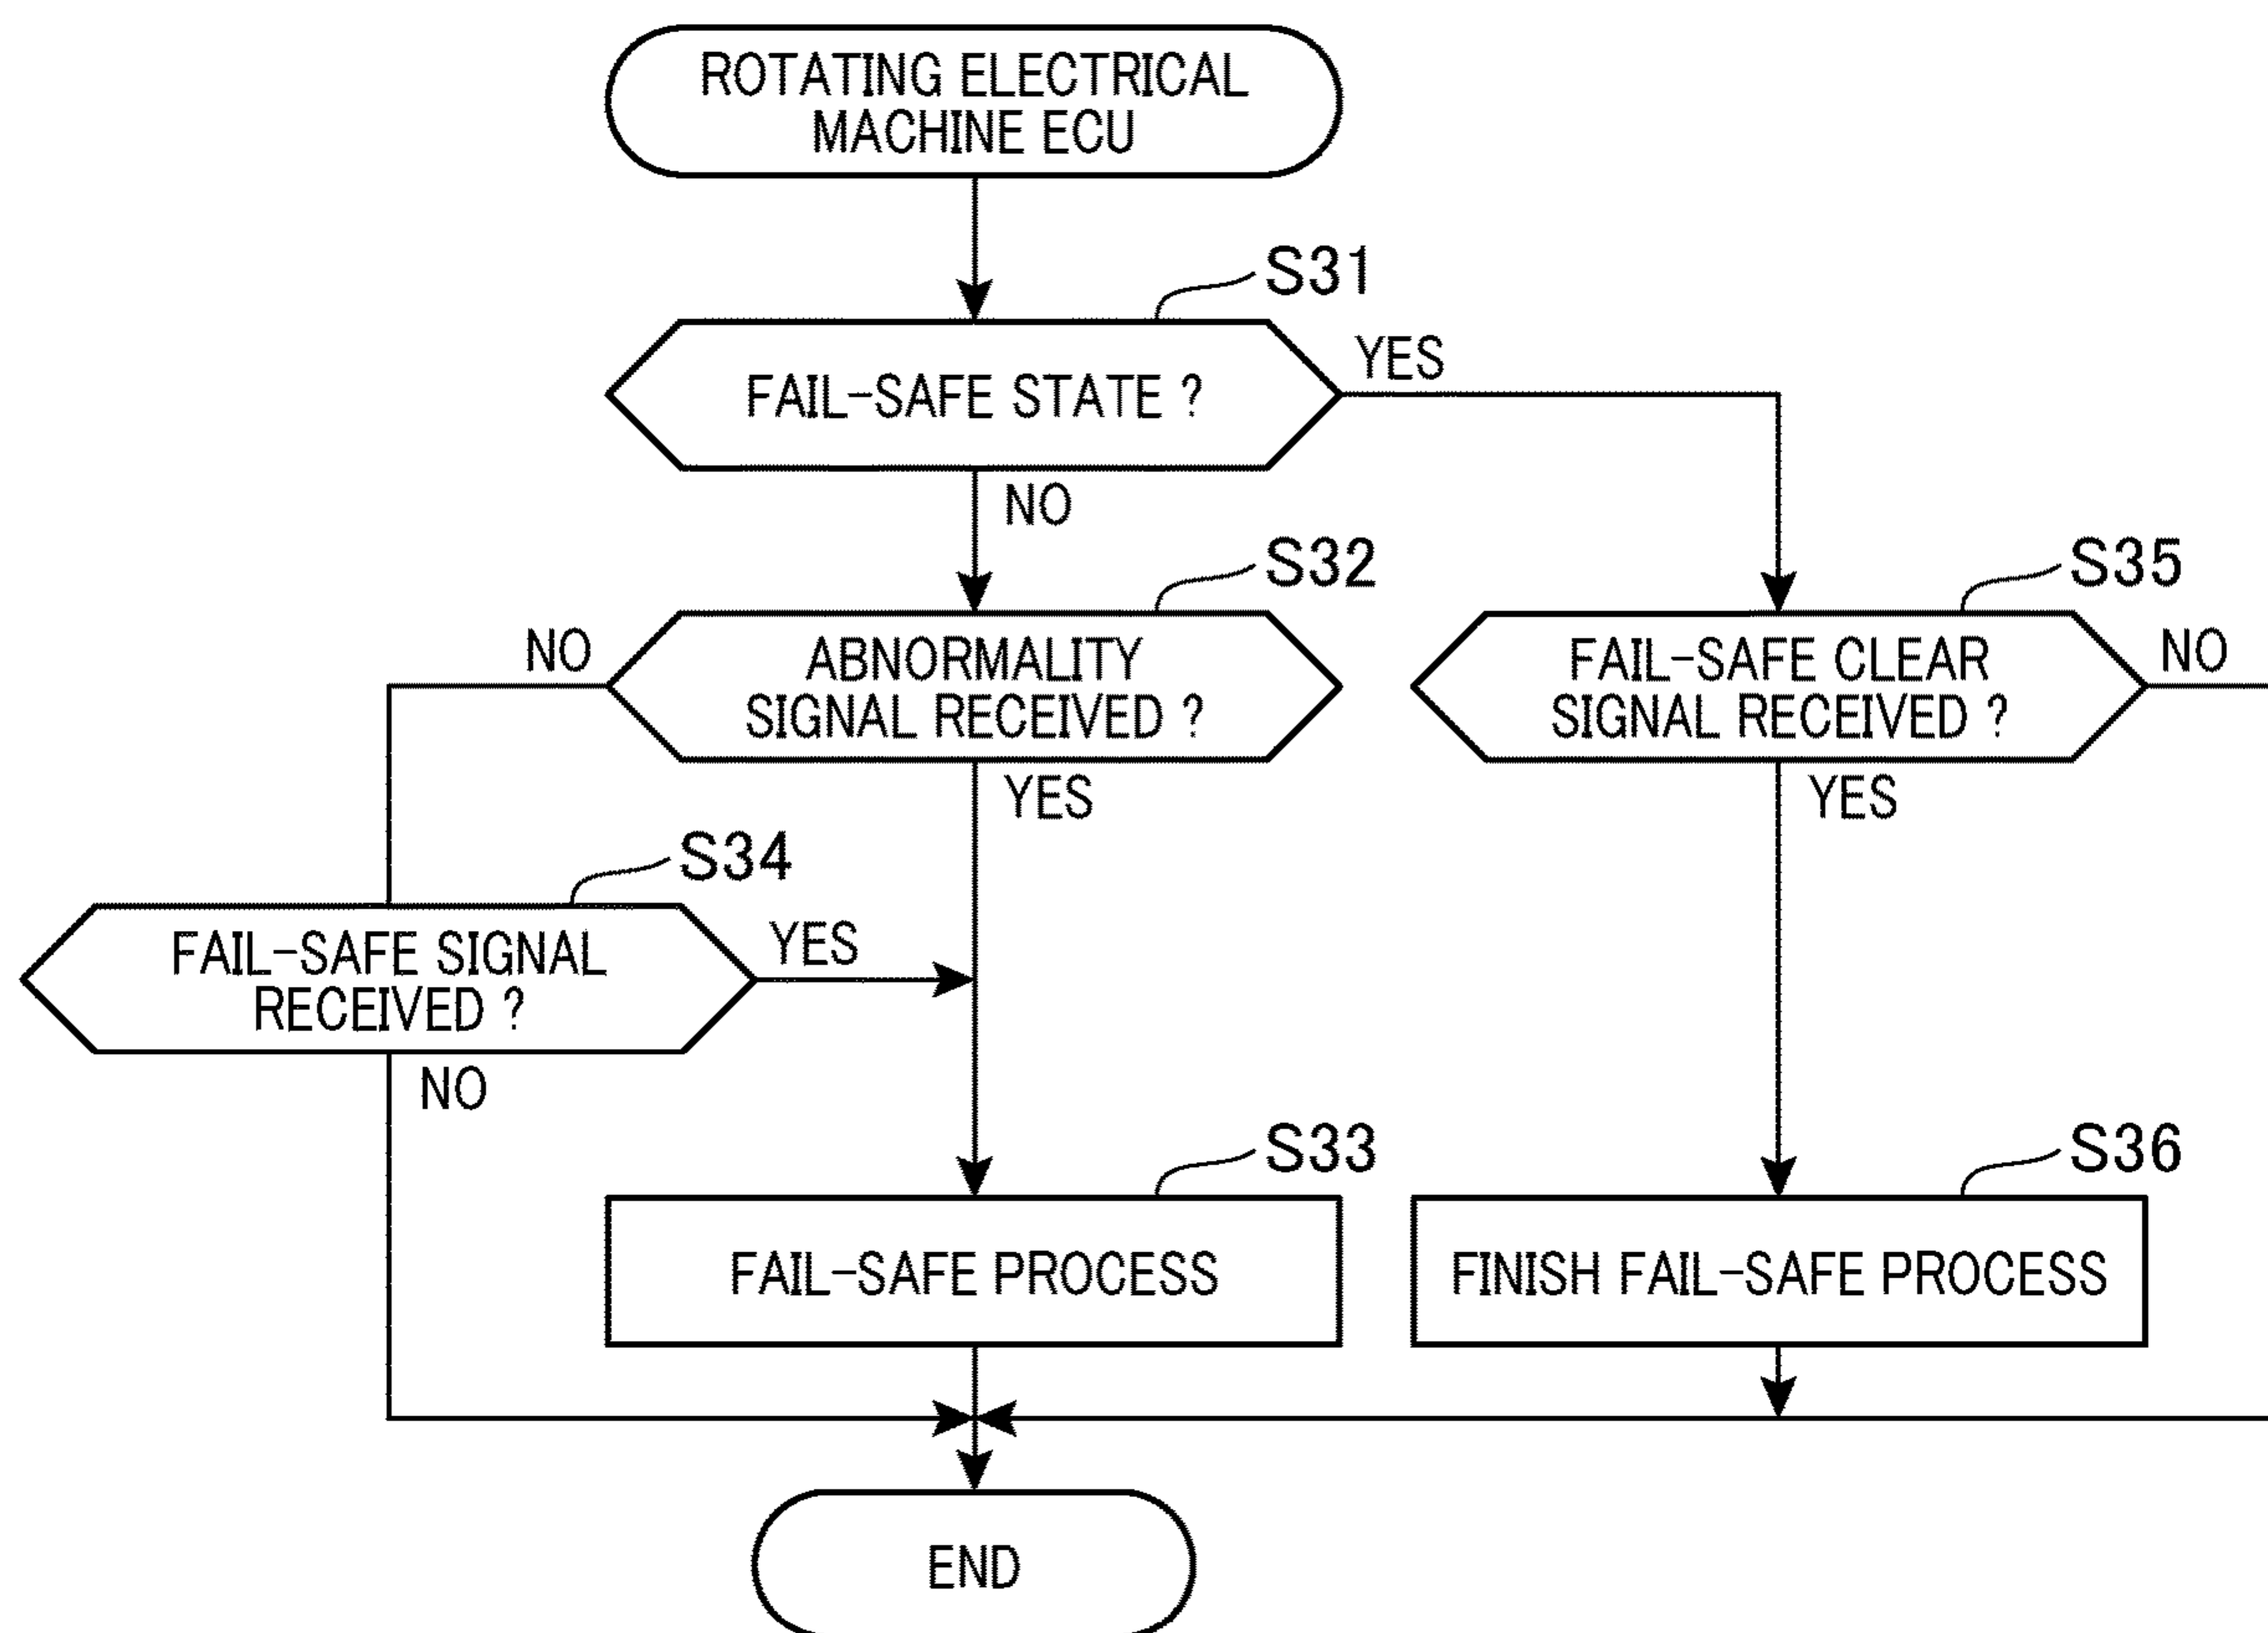 ROTATING ELECTRICAL
MACHINE ECU
S31
FAIL-SAFE STATE ?
YES
NO
S32
ABNORMALITY
SIGNAL RECEIVED ?
NO
YES
S35
FAIL-SAFE CLEAR
SIGNAL RECEIVED ?
NO
YES
S34
FAIL-SAFE SIGNAL
RECEIVED ?
YES
NO
S33
FAIL-SAFE PROCESS
S36
FINISH FAIL-SAFE PROCESS
END